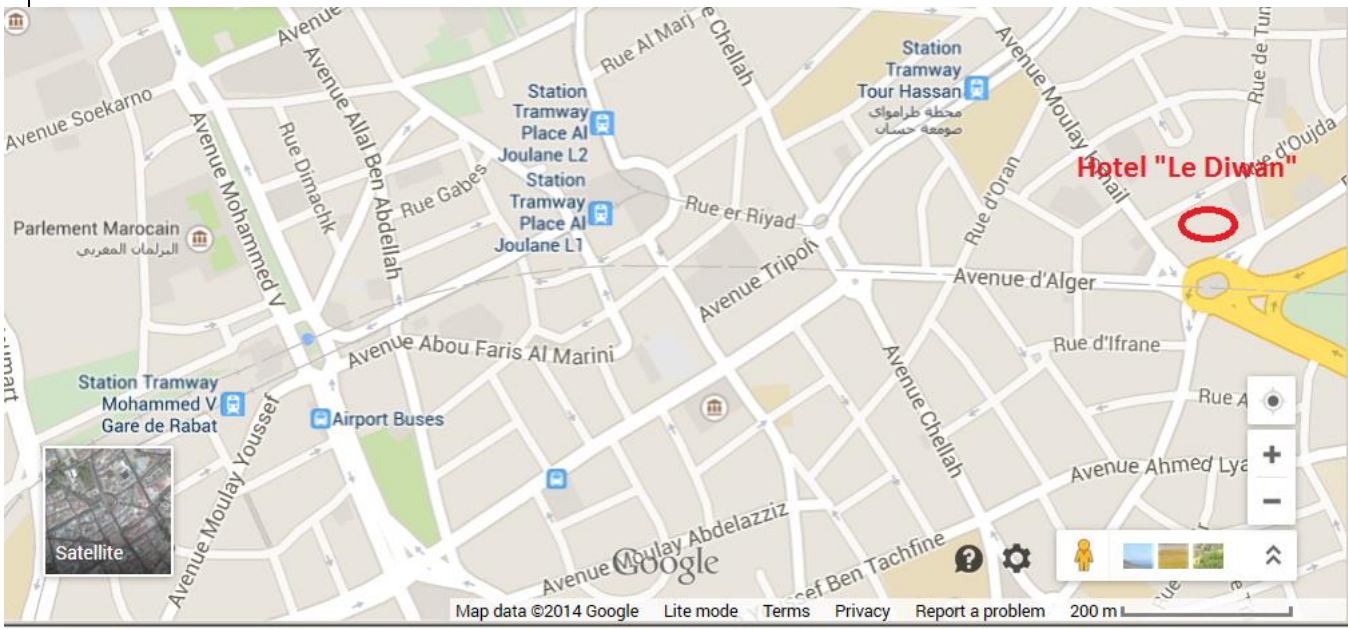 Avenue
Avenue Soekarno
Avenue Mohammed V
Rue Dimachk
Avenue Allal Ben Abdellah
Rue Gabes
Parlement Marocain
البرلمان المغربي
Station
Tramway
Place Al
Joulane L2
Station
Tramway
Place Al
Joulane L1
Rue Al Marj
Chellah
Station
Tramway
Tour Hassan
محطة طرامواي
صومعة حسان
Avenue Moulay Ismail
Rue de Tun
Rue d'Oujda
Hotel "Le Diwan"
Rue d'Oran
Rue er Riyad
Avenue Tripoli
Avenue d'Alger
Rue d'Ifrane
Avenue Abou Faris Al Marini
Station Tramway
Mohammed V
Gare de Rabat
Airport Buses
Avenue Moulay Youssef
Avenue Chellah
Rue A
Avenue Ahmed Lya
Avenue Moulay Abdelazziz
ssef Ben Tachfine
Satellite
Google
Map data ©2014 Google Lite mode Terms Privacy Report a problem 200 m